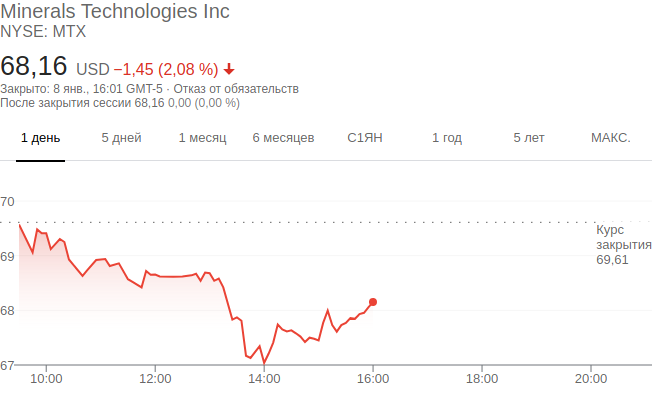 Minerals Technologies Inc
NYSE: MTX
68,16 USD −1,45 (2,08 %)
Закрыто: 8 янв., 16:01 GMT-5 · Отказ от обязательств
После закрытия сессии 68,16 0,00 (0,00 %)
1 день 5 дней 1 месяц 6 месяцев С1ЯН 1 год 5 лет МАКС.
70
Курс
закрытия
69,61
69
68
67
10:00 12:00 14:00 16:00 18:00 20:00